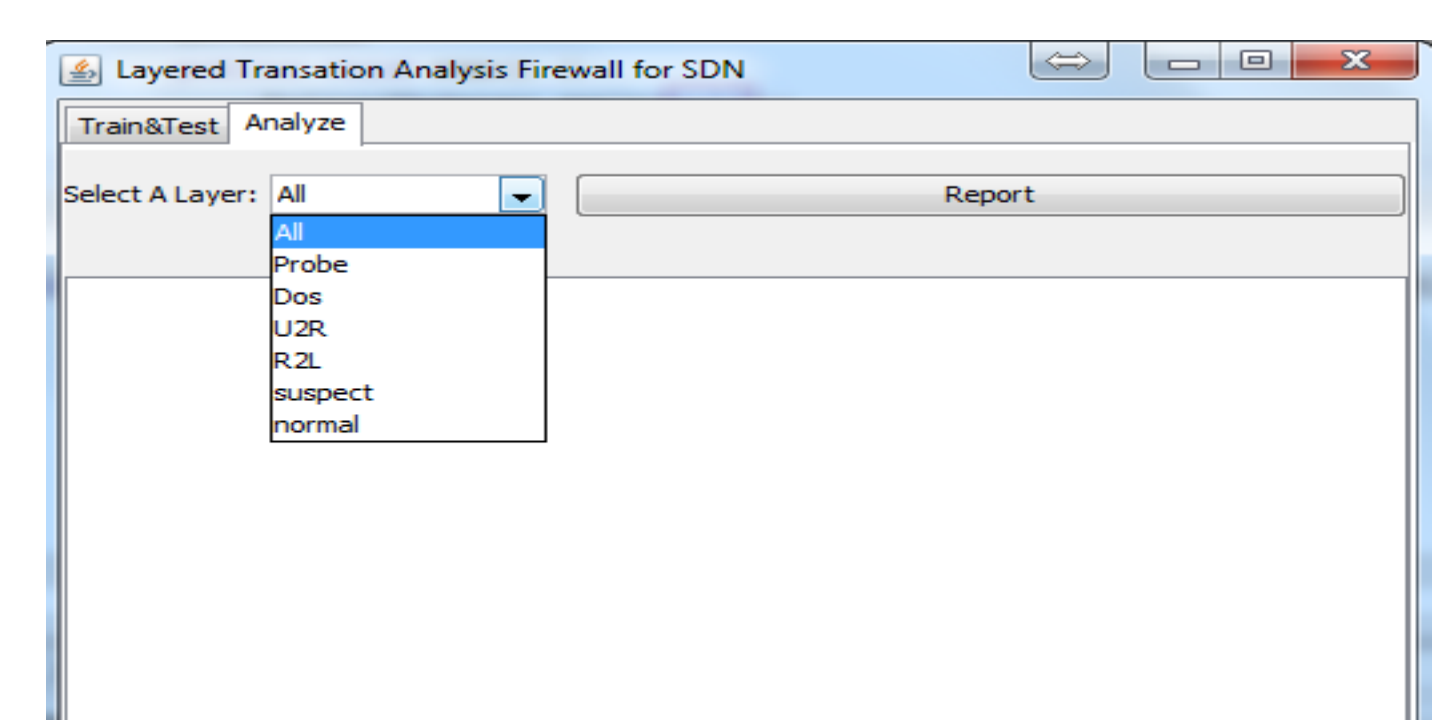 Layered Transation Analysis Firewall for SDN
Train&Test Analyze
Select A Layer: All Report
All
Probe
Dos
U2R
R2L
suspect
normal